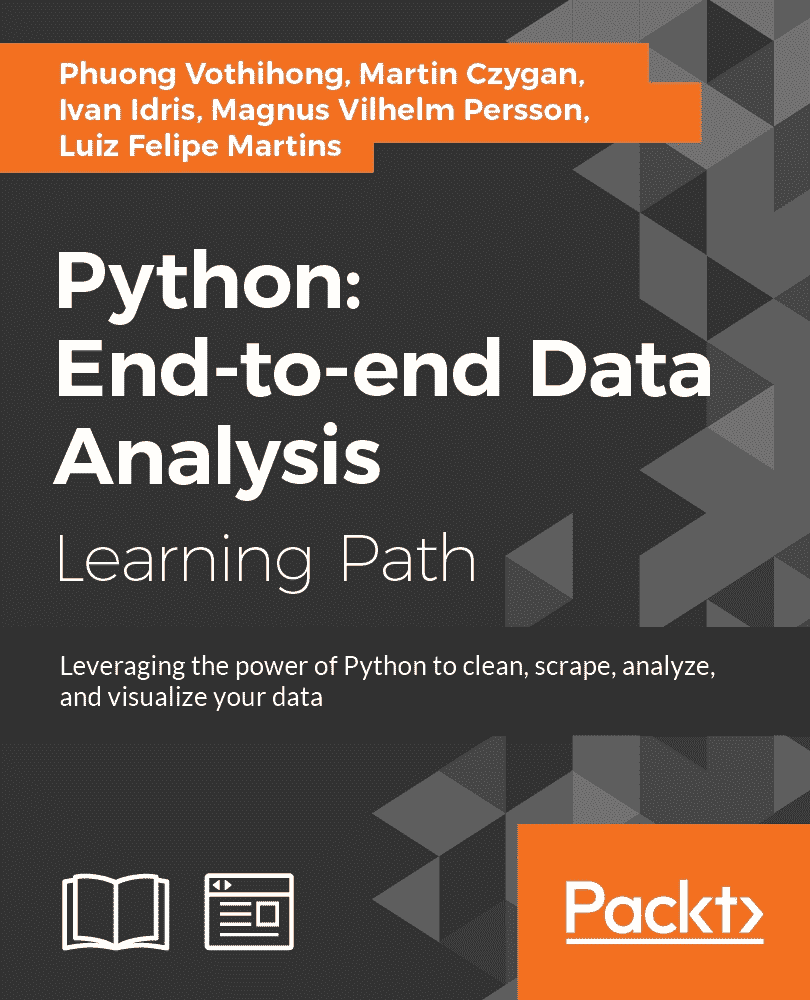 Phuong Vothihong, Martin Czygan,
Ivan Idris, Magnus Vilhelm Persson,
Luiz Felipe Martins
Python:
End-to-end Data
Analysis
Learning Path
Leveraging the power of Python to clean, scrape, analyze,
and visualize your data
Packt>